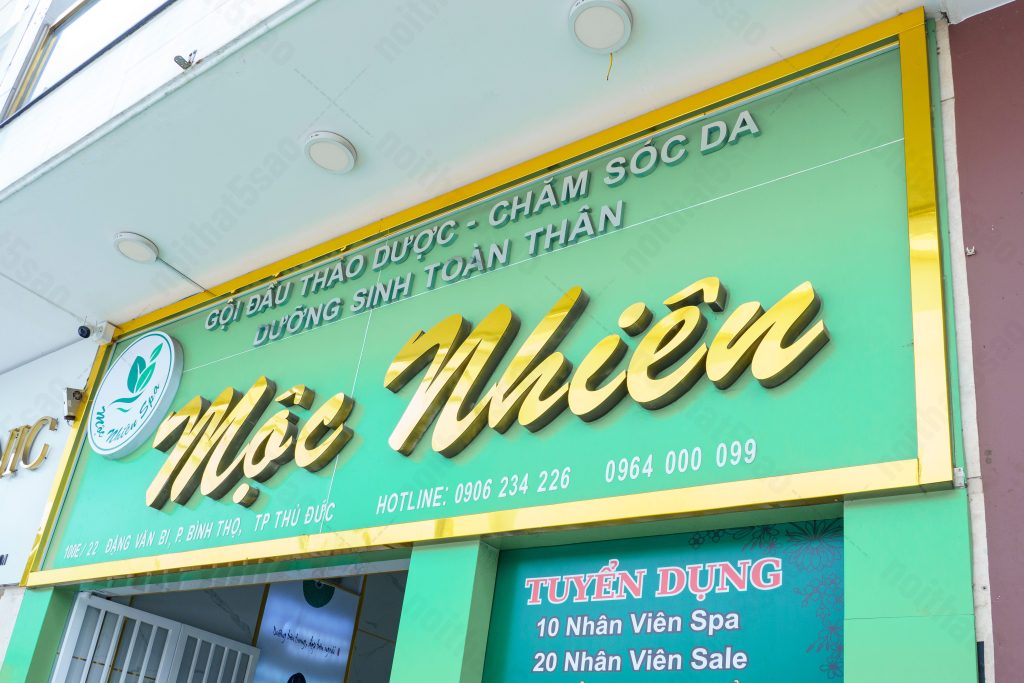 GỘI ĐẦU THẢO DƯỢC - CHĂM SÓC DA
DƯỠNG SINH TOÀN THÂN
Mộc Nhiên Spa
Mộc Nhiên
100E/22 ĐẶNG VĂN BI, P. BÌNH THỌ, TP THỦ ĐỨC
HOTLINE: 0906 234 226 0964 000 099
TUYỂN DỤNG
10 Nhân Viên Spa
20 Nhân Viên Sale
noithat5sao